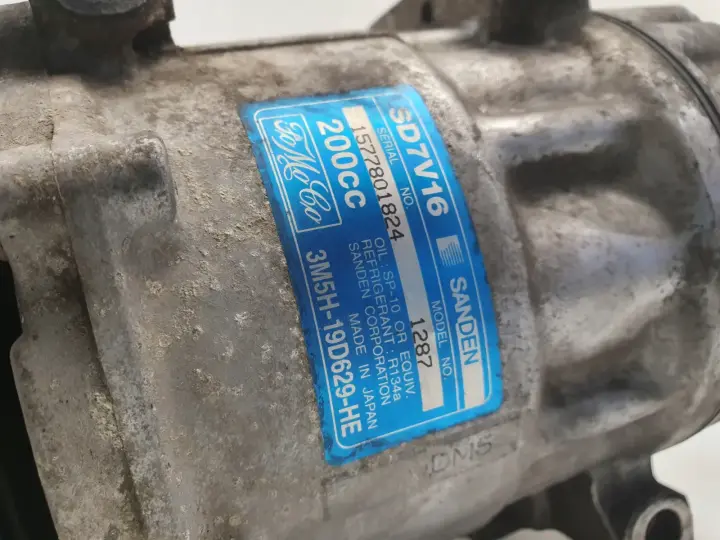 SD7V16 SANDEN
SERIAL NO. MODEL NO.
1577801824 1287
FoMoCo
200cc
OIL : SP-10 OR EQUIV.
REFRIGERANT : R134a
SANDEN CORPORATION
MADE IN JAPAN
3M5H-19D629-HE
DMS